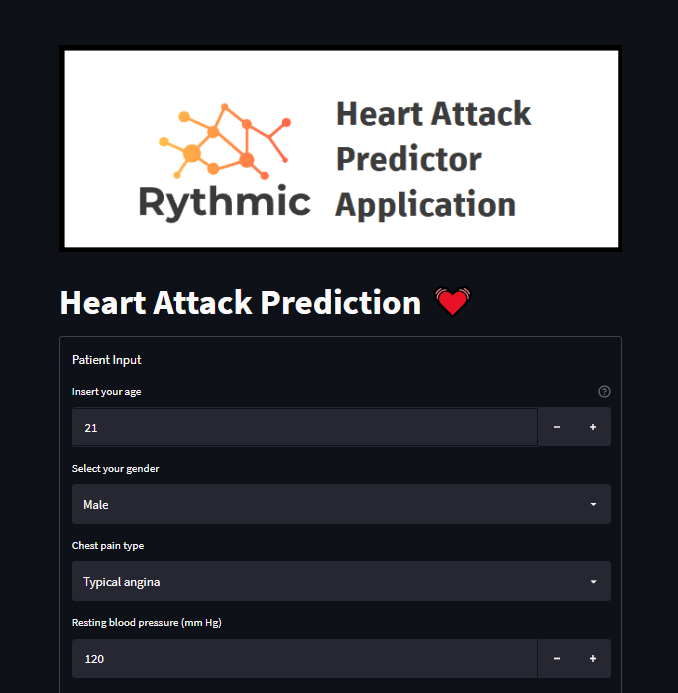 Rythmic
Heart Attack
Predictor
Application
Heart Attack Prediction
Patient Input
Insert your age
21
Select your gender
Male
Chest pain type
Typical angina
Resting blood pressure (mm Hg)
120